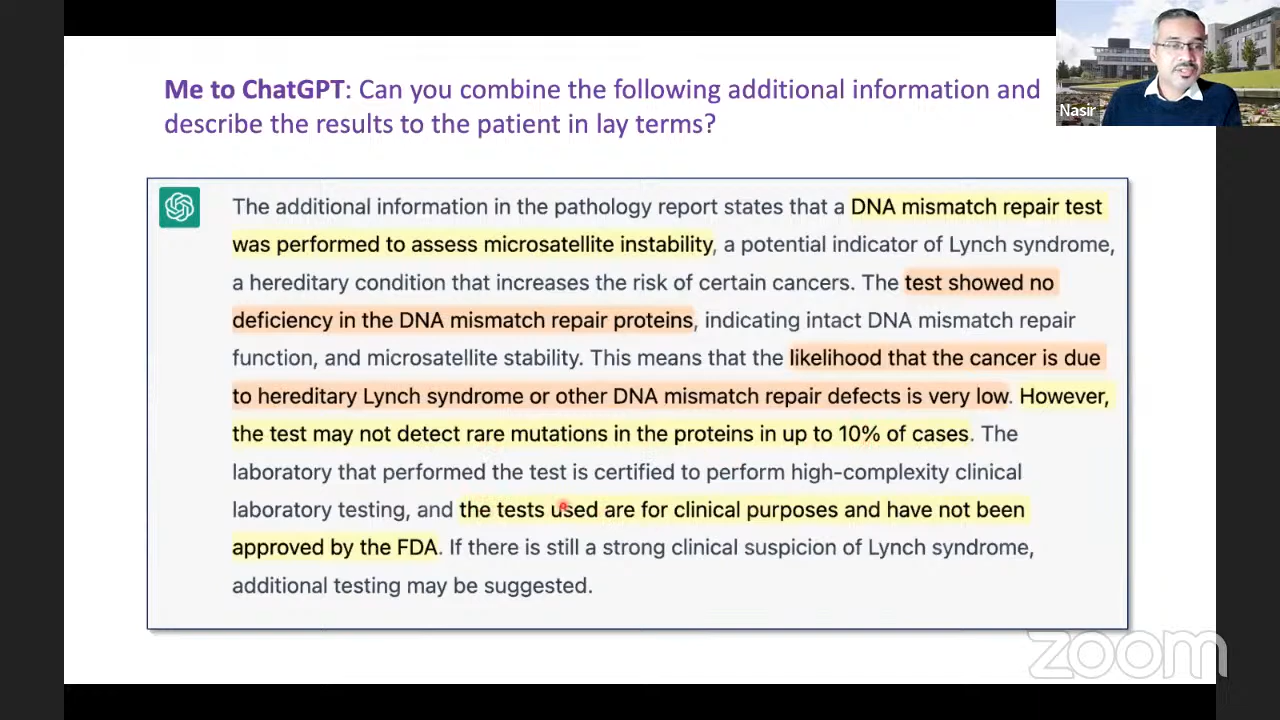 Me to ChatGPT: Can you combine the following additional information and
describe the results to the patient in lay terms?
Nasir
The additional information in the pathology report states that a DNA mismatch repair test
was performed to assess microsatellite instability, a potential indicator of Lynch syndrome,
a hereditary condition that increases the risk of certain cancers. The test showed no
deficiency in the DNA mismatch repair proteins, indicating intact DNA mismatch repair
function, and microsatellite stability. This means that the likelihood that the cancer is due
to hereditary Lynch syndrome or other DNA mismatch repair defects is very low. However,
the test may not detect rare mutations in the proteins in up to 10% of cases. The
laboratory that performed the test is certified to perform high-complexity clinical
laboratory testing, and the tests used are for clinical purposes and have not been
approved by the FDA. If there is still a strong clinical suspicion of Lynch syndrome,
additional testing may be suggested.
zoom